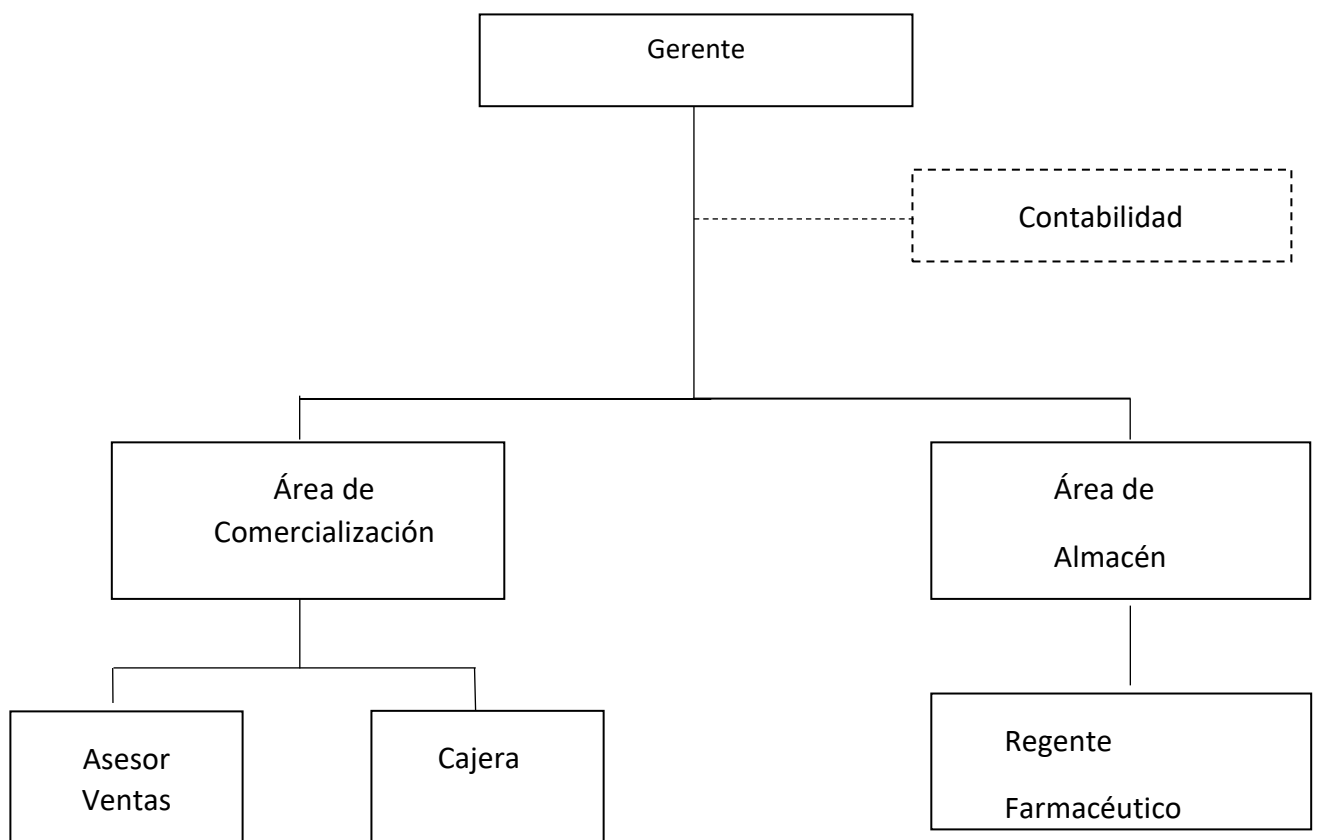 Gerente
Contabilidad
Área de
Comercialización
Área de
Almacén
Asesor
Ventas
Cajera
Regente
Farmacéutico